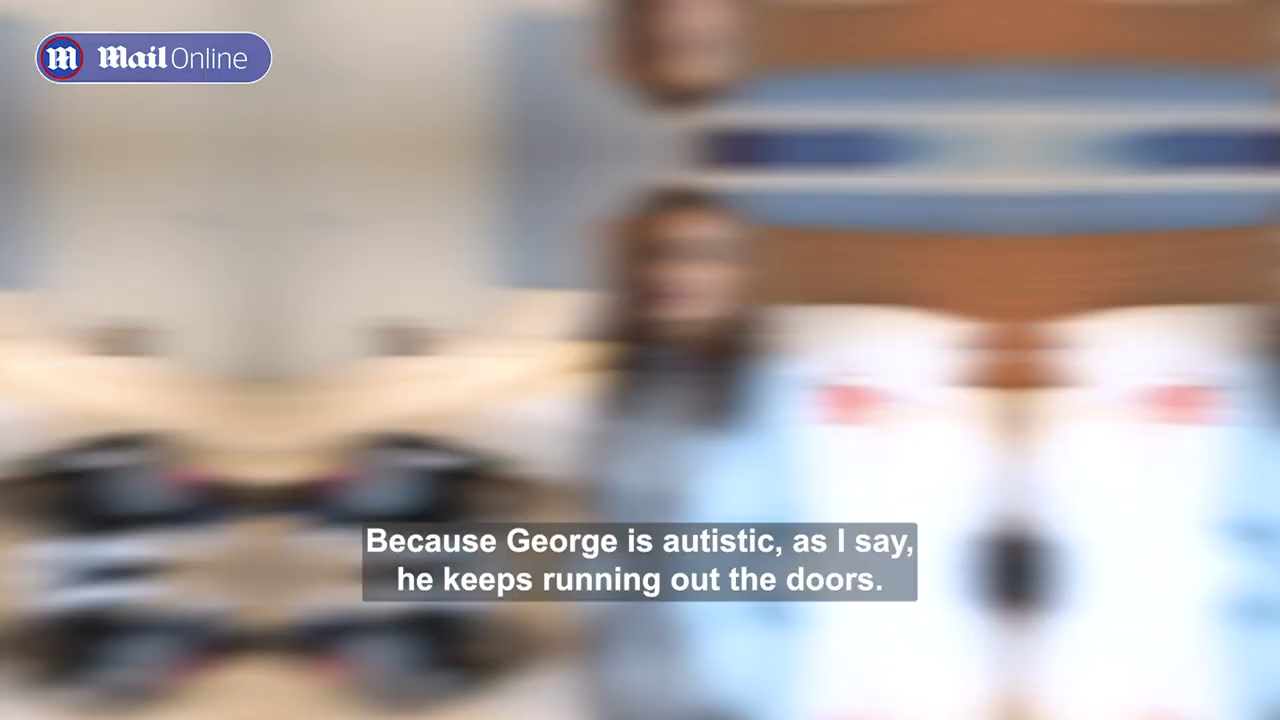 Mail Online
Because George is autistic, as I say,
he keeps running out the doors.